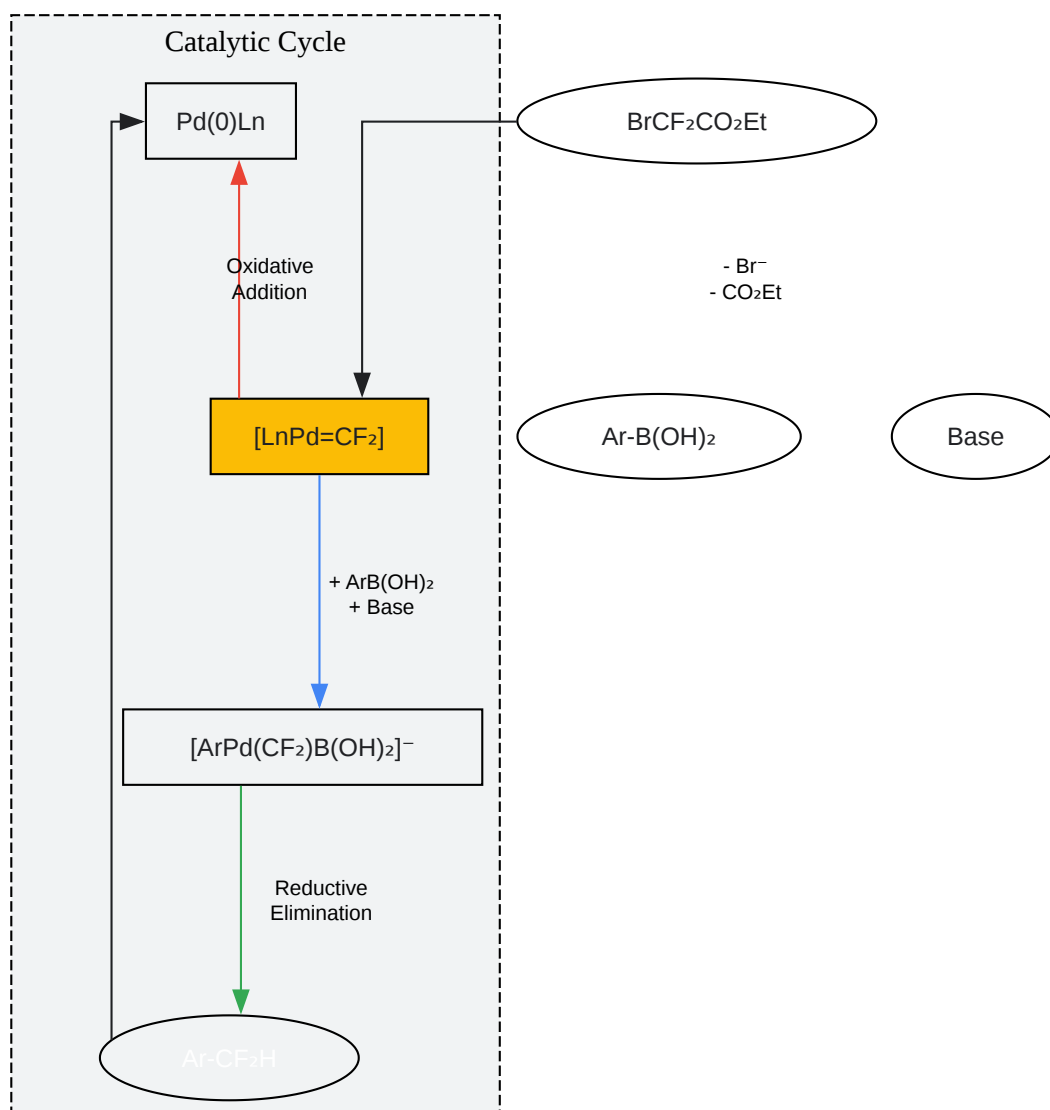 Catalytic Cycle
Pd(0)Ln
BrCF₂CO₂Et
Oxidative
Addition
- Br⁻
- CO₂Et
[LnPd=CF₂]
Ar-B(OH)₂
Base
+ ArB(OH)₂
+ Base
[ArPd(CF₂)B(OH)₂]⁻
Reductive
Elimination
Ar-CF₂H